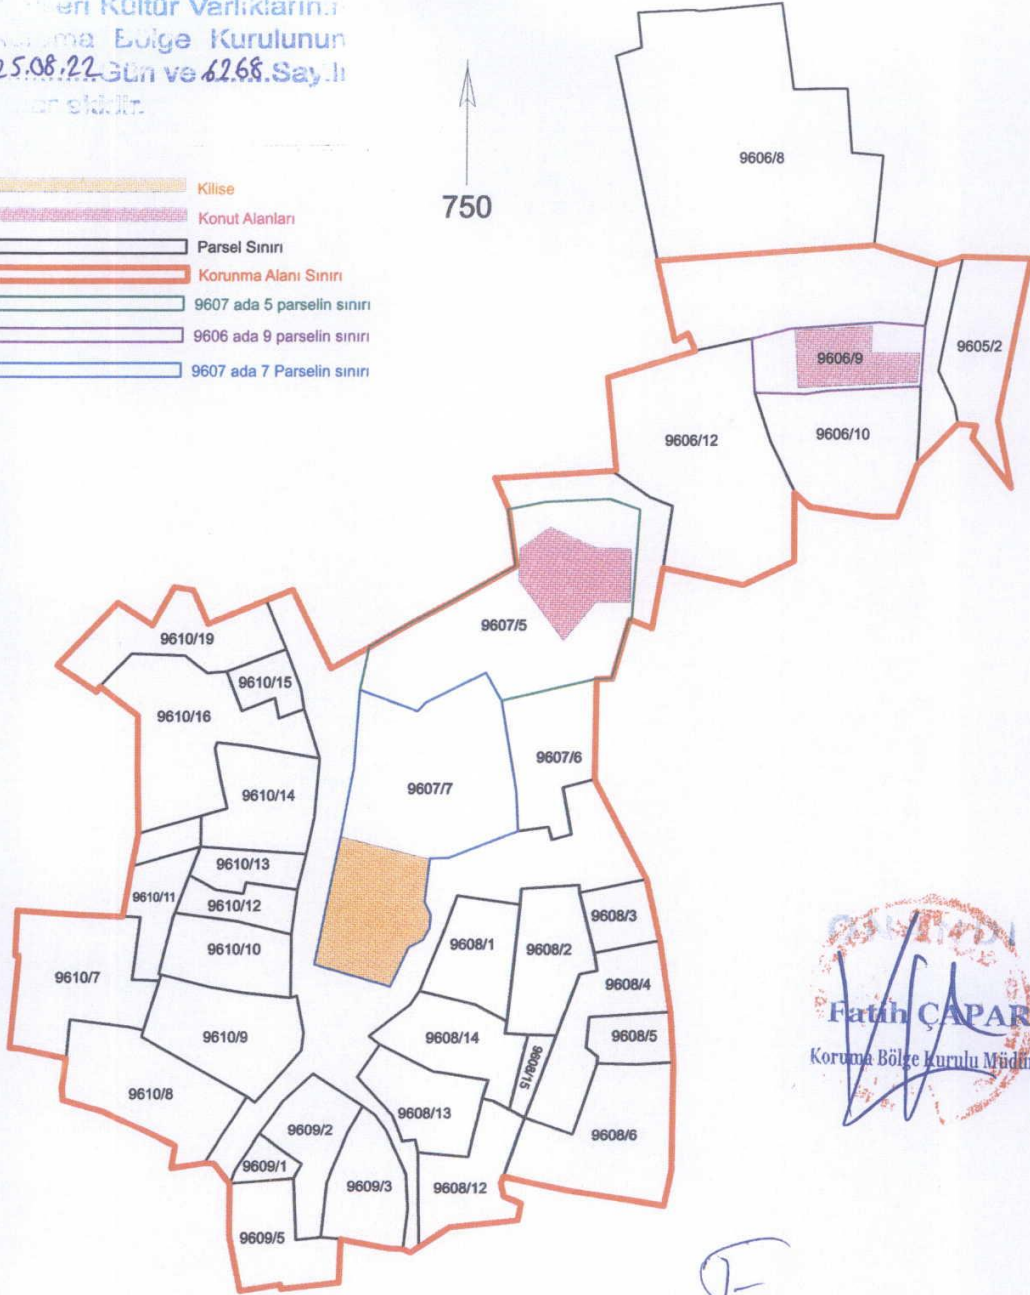 eri Kültür Varlıklarını
ma Bölge Kurulunun
25.08.22 Gün ve 6268 Sayılı
ekidir.
Kilise
Konut Alanları
Parsel Sınırı
Korunma Alanı Sınırı
9607 ada 5 parselin sınırı
9606 ada 9 parselin sınırı
9607 ada 7 Parselin sınırı
750
9606/8
9606/9
9605/2
9606/12
9606/10
9607/5
9610/19
9610/15
9610/16
9607/6
9607/7
9610/14
9610/13
9610/11
9610/12
9610/10
9610/7
9610/9
9610/8
9608/1
9608/2
9608/3
9608/4
9608/5
9608/14
9608/15
9608/13
9608/6
9609/2
9609/1
9609/3
9608/12
9609/5
Fatih ÇAPAR
Koruma Bölge Kurulu